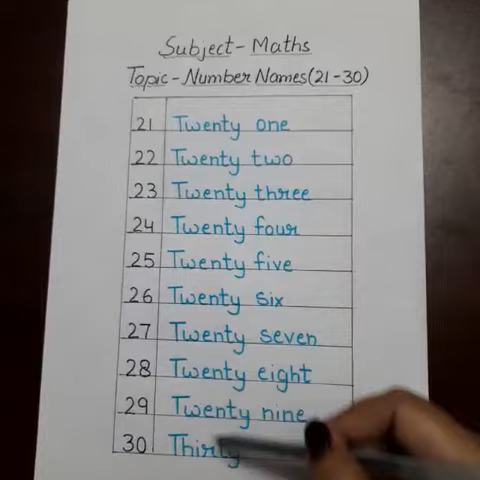 Subject - Maths
Topic - Number Names (21 - 30)
21 Twenty one
22 Twenty two
23 Twenty three
24 Twenty four
25 Twenty five
26 Twenty six
27 Twenty seven
28 Twenty eight
29 Twenty nine
30 Thirty